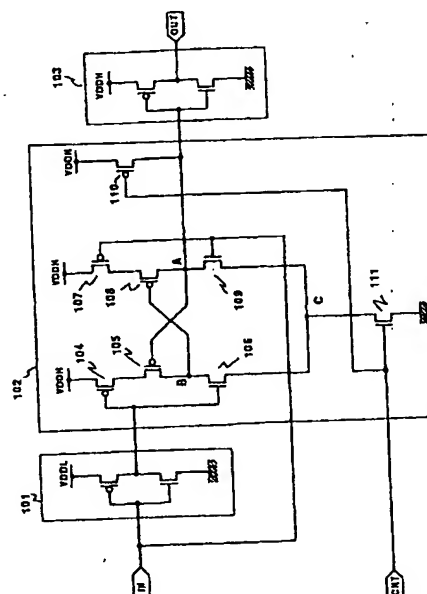 OUT
103
VDDH
VDDH
110
102
VDDH
107
108
A
109
C
111
VDDH
104
105
B
106
101
VDDL
IN
CNT